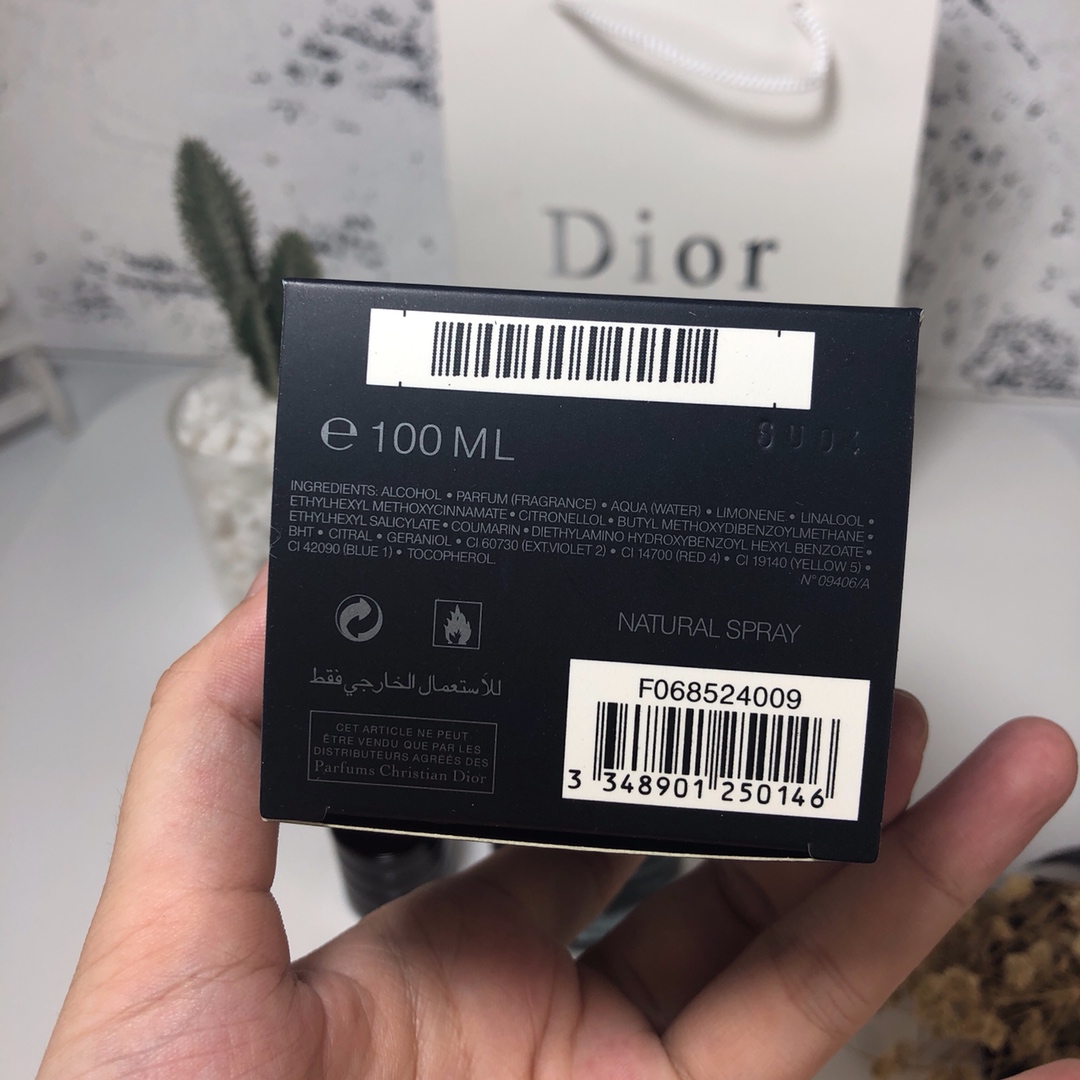 Dior
℮ 100 ML
INGREDIENTS: ALCOHOL • PARFUM (FRAGRANCE) • AQUA (WATER) • LIMONENE • LINALOOL •
ETHYLHEXYL METHOXYCINNAMATE • CITRONELLOL • BUTYL METHOXYDIBENZOYLMETHANE •
ETHYLHEXYL SALICYLATE • COUMARIN • DIETHYLAMINO HYDROXYBENZOYL HEXYL BENZOATE •
BHT • CITRAL • GERANIOL • CI 60730 (EXT.VIOLET 2) • CI 14700 (RED 4) • CI 19140 (YELLOW 5) •
CI 42090 (BLUE 1) • TOCOPHEROL.
N° 09406/A
NATURAL SPRAY
للأستعمال الخارجي فقط
CET ARTICLE NE PEUT
ÊTRE VENDU QUE PAR LES
DISTRIBUTEURS AGRÉÉS DES
Parfums Christian Dior
F068524009
3 348901 250146